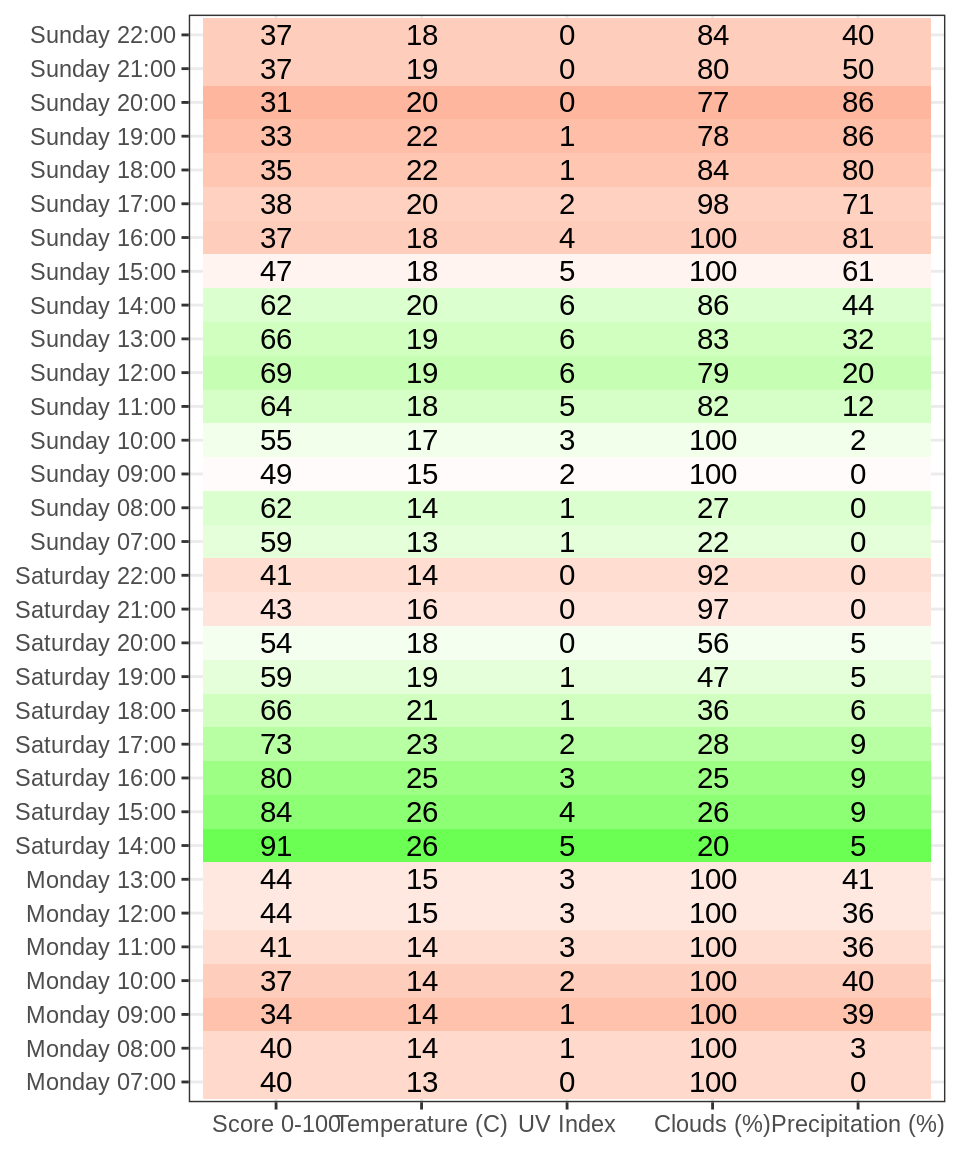 Sunday 22:00 37 18 0 84 40
Sunday 21:00 37 19 0 80 50
Sunday 20:00 31 20 0 77 86
Sunday 19:00 33 22 1 78 86
Sunday 18:00 35 22 1 84 80
Sunday 17:00 38 20 2 98 71
Sunday 16:00 37 18 4 100 81
Sunday 15:00 47 18 5 100 61
Sunday 14:00 62 20 6 86 44
Sunday 13:00 66 19 6 83 32
Sunday 12:00 69 19 6 79 20
Sunday 11:00 64 18 5 82 12
Sunday 10:00 55 17 3 100 2
Sunday 09:00 49 15 2 100 0
Sunday 08:00 62 14 1 27 0
Sunday 07:00 59 13 1 22 0
Saturday 22:00 41 14 0 92 0
Saturday 21:00 43 16 0 97 0
Saturday 20:00 54 18 0 56 5
Saturday 19:00 59 19 1 47 5
Saturday 18:00 66 21 1 36 6
Saturday 17:00 73 23 2 28 9
Saturday 16:00 80 25 3 25 9
Saturday 15:00 84 26 4 26 9
Saturday 14:00 91 26 5 20 5
Monday 13:00 44 15 3 100 41
Monday 12:00 44 15 3 100 36
Monday 11:00 41 14 3 100 36
Monday 10:00 37 14 2 100 40
Monday 09:00 34 14 1 100 39
Monday 08:00 40 14 1 100 3
Monday 07:00 40 13 0 100 0
Score 0-100 Temperature (C) UV Index Clouds (%) Precipitation (%)